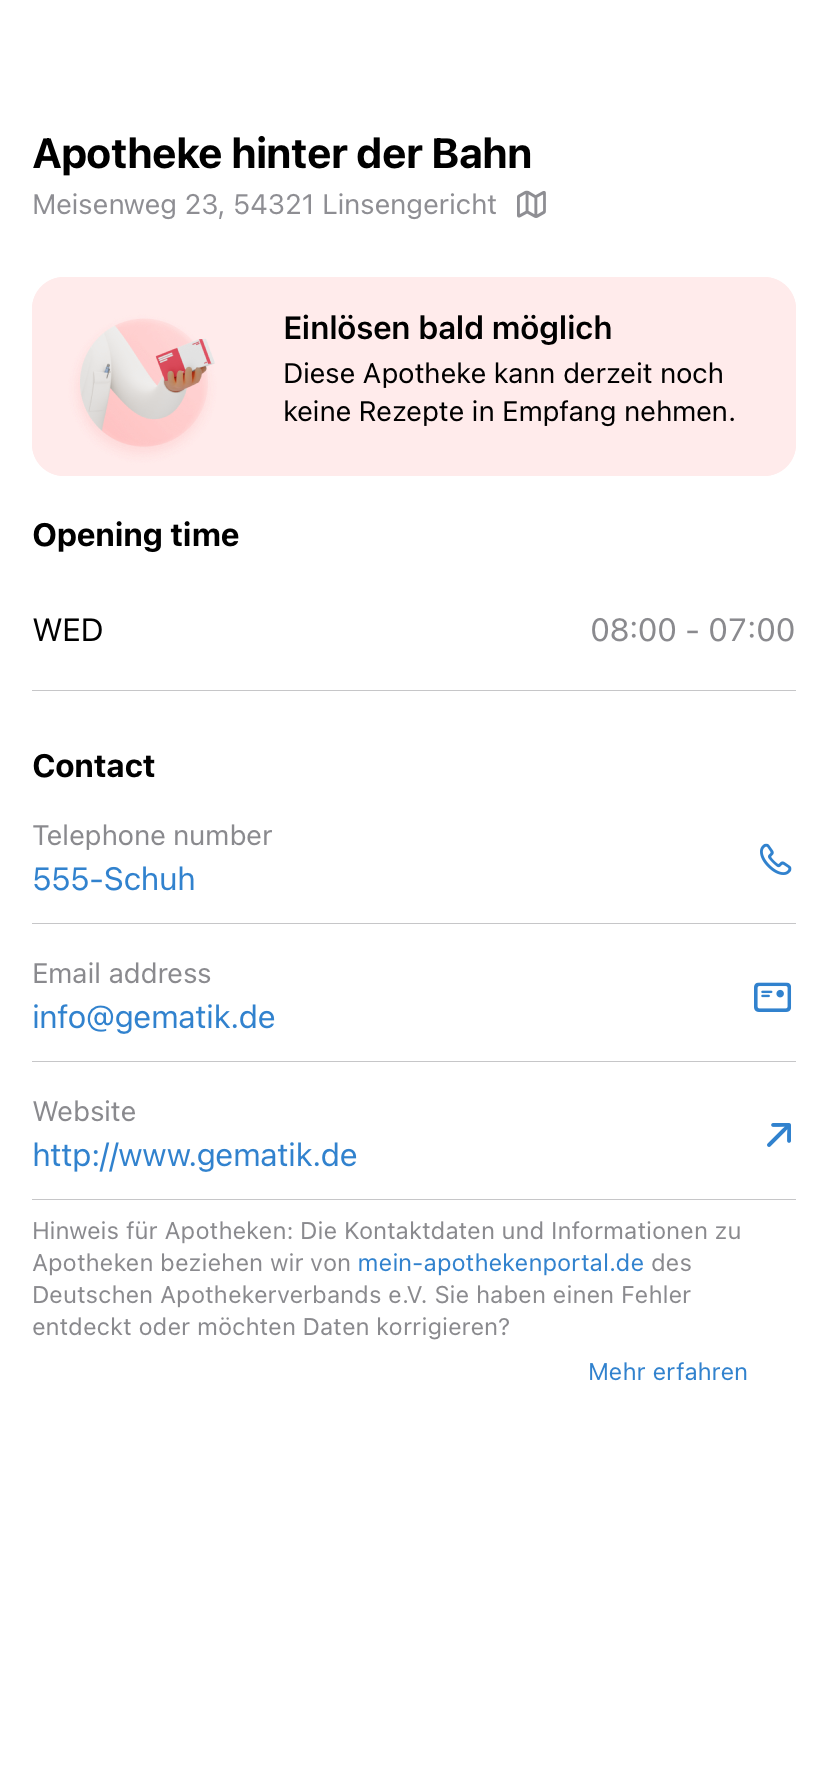 Apotheke hinter der Bahn
Meisenweg 23, 54321 Linsengericht
Einlösen bald möglich
Diese Apotheke kann derzeit noch
keine Rezepte in Empfang nehmen.
Opening time
WED 08:00 - 07:00
Contact
Telephone number
555-Schuh
Email address
info@gematik.de
Website
http://www.gematik.de
Hinweis für Apotheken: Die Kontaktdaten und Informationen zu
Apotheken beziehen wir von mein-apothekenportal.de des
Deutschen Apothekerverbands e.V. Sie haben einen Fehler
entdeckt oder möchten Daten korrigieren?
Mehr erfahren